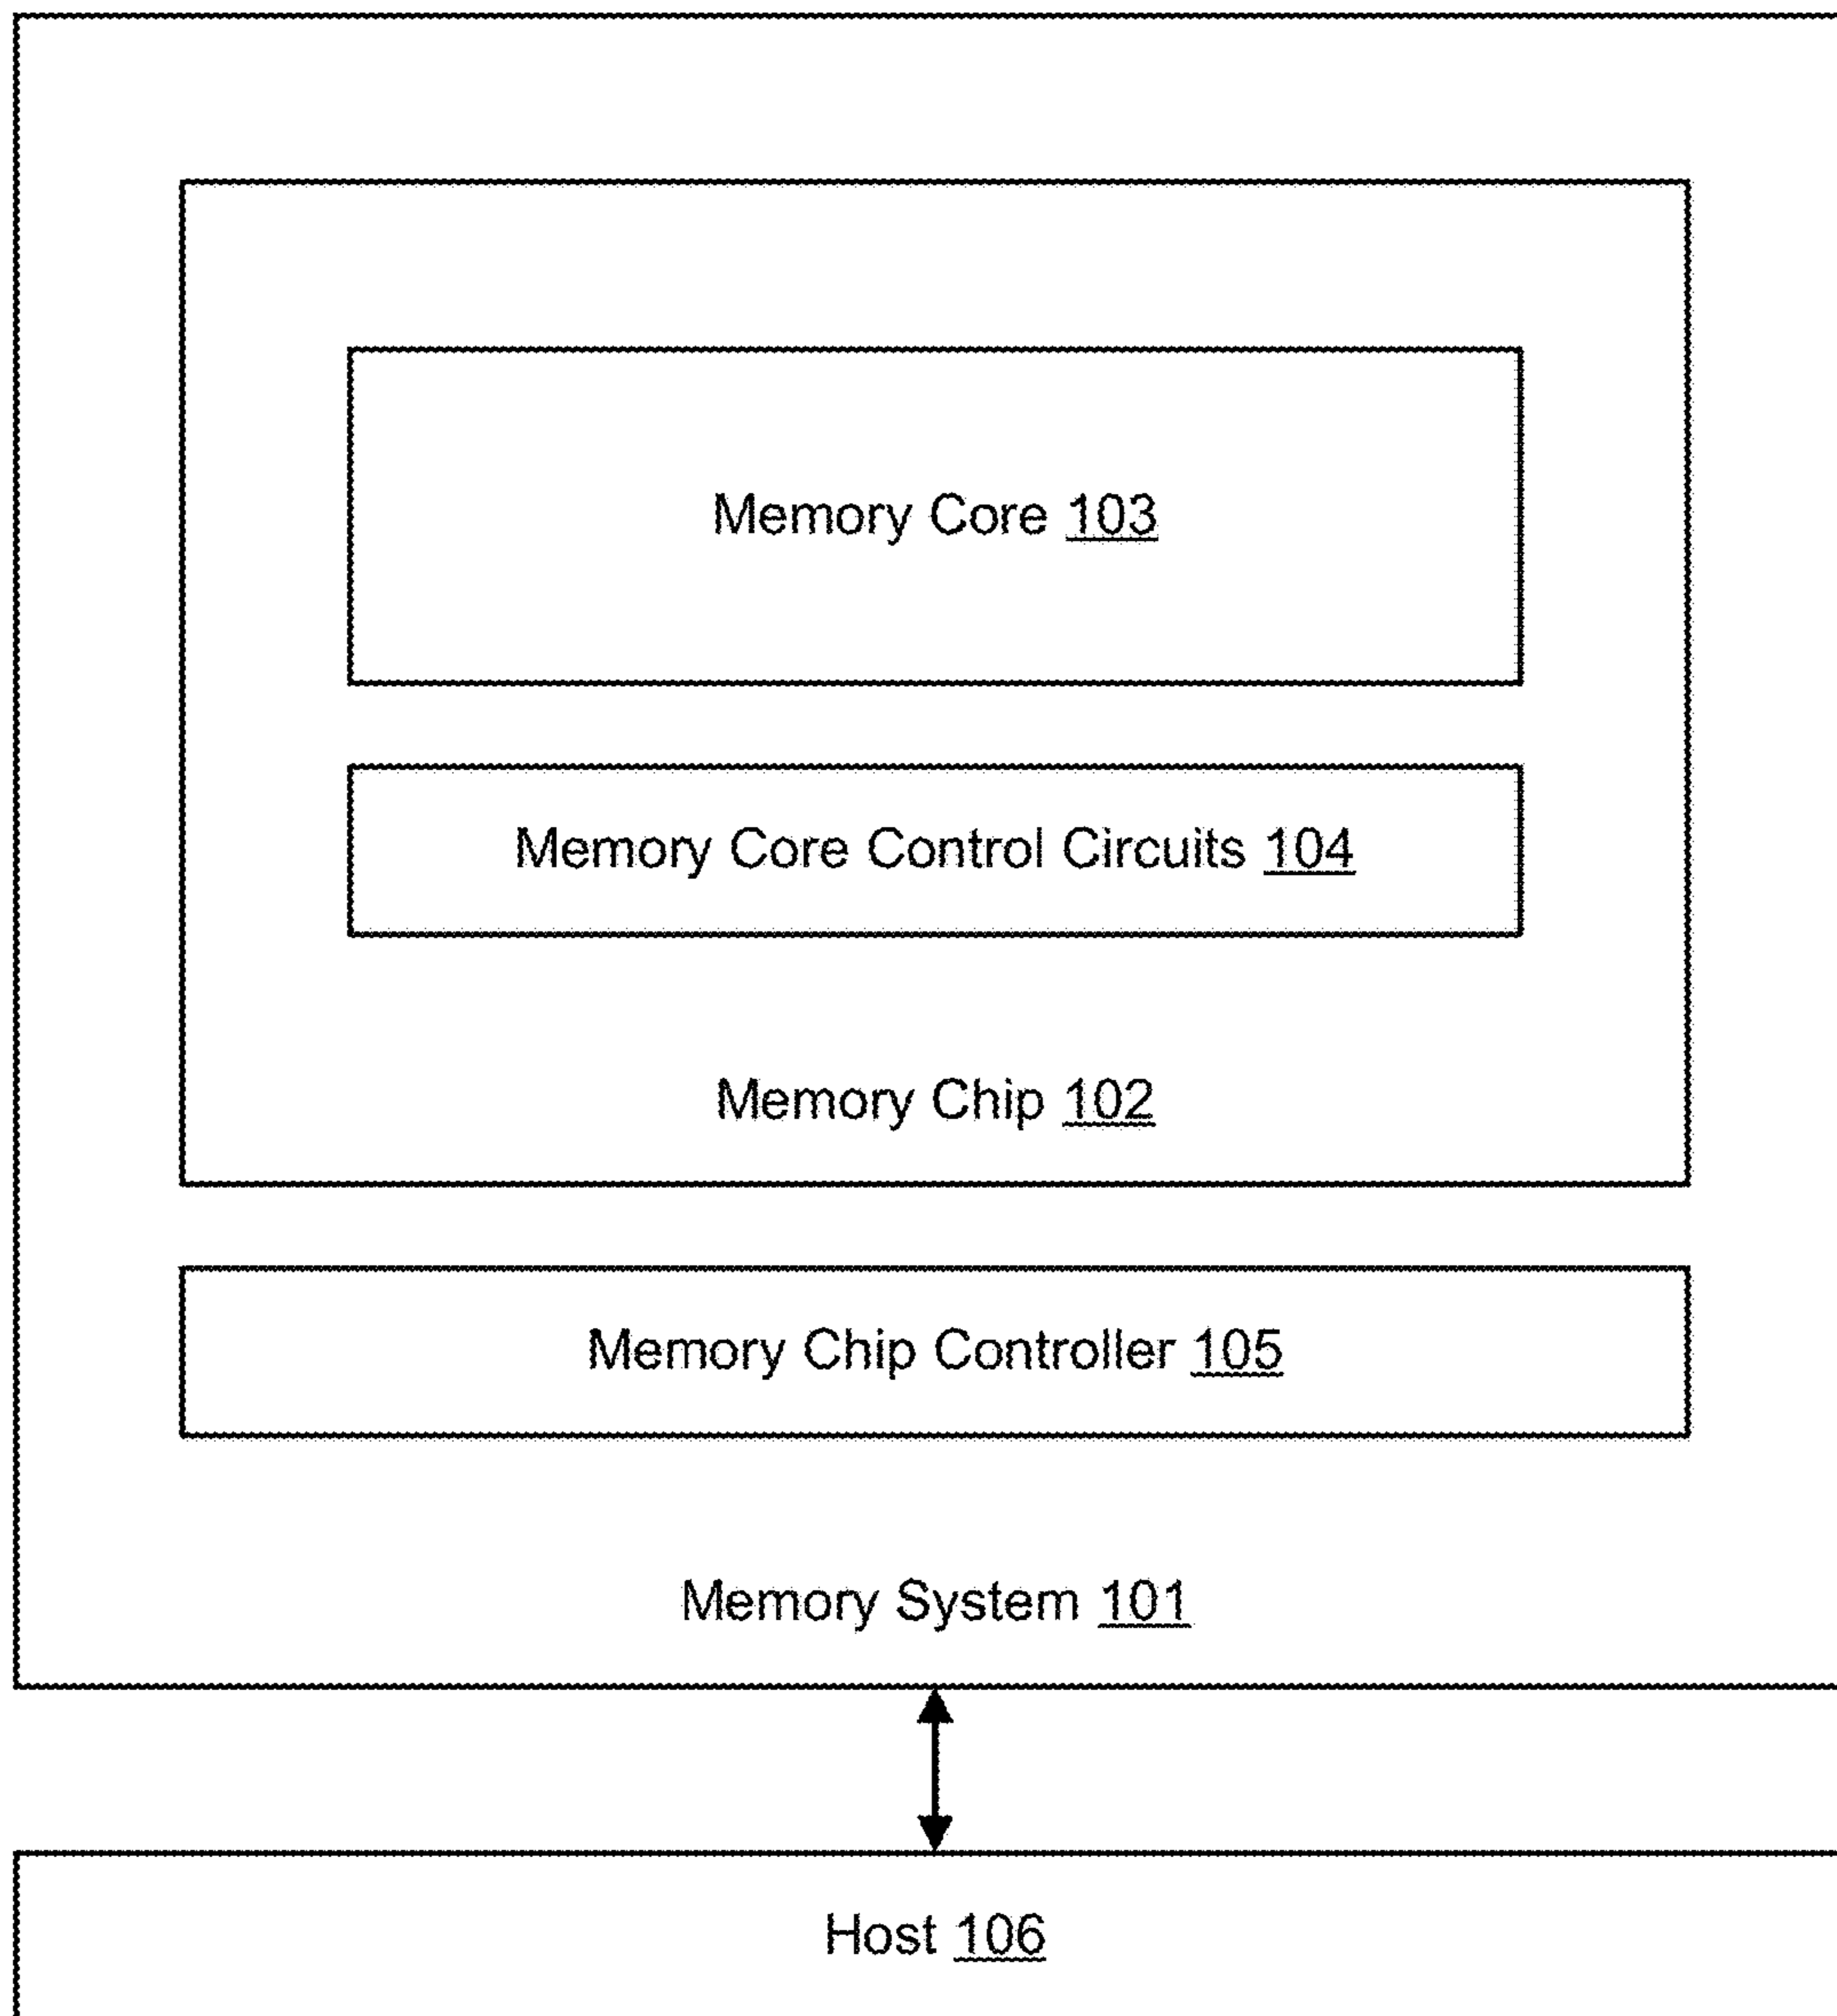 Memory Core 103
Memory Core Control Circuits 104
Memory Chip 102
Memory Chip Controller 105
Memory System 101
Host 106